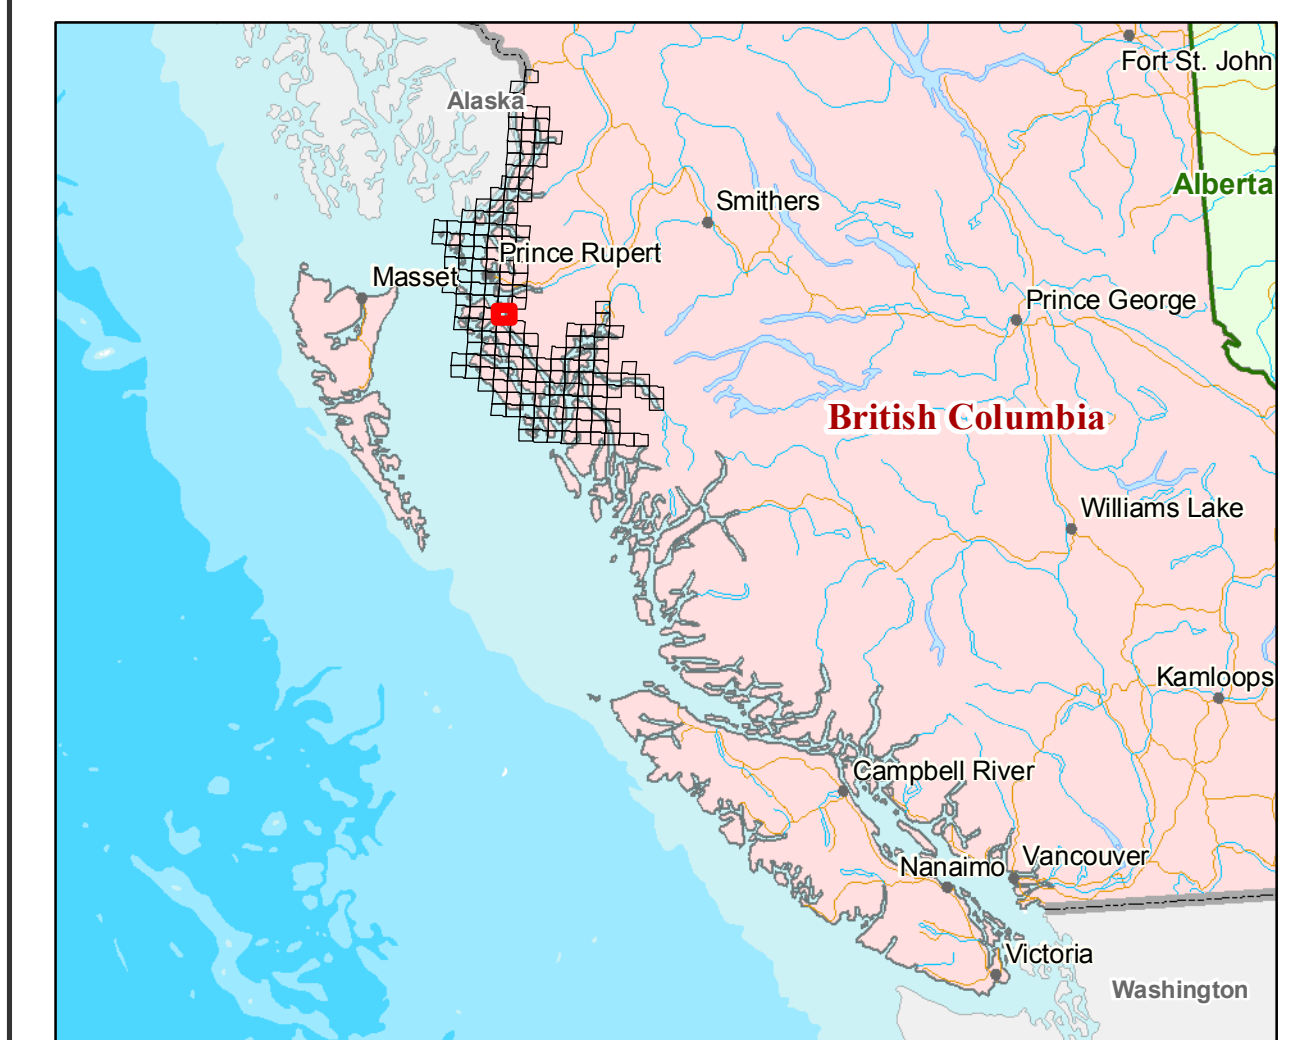 Fort St. John
Alaska
Alberta
Smithers
Prince Rupert
Masset
Prince George
British Columbia
Williams Lake
Kamloops
Campbell River
Vancouver
Nanaimo
Victoria
Washington